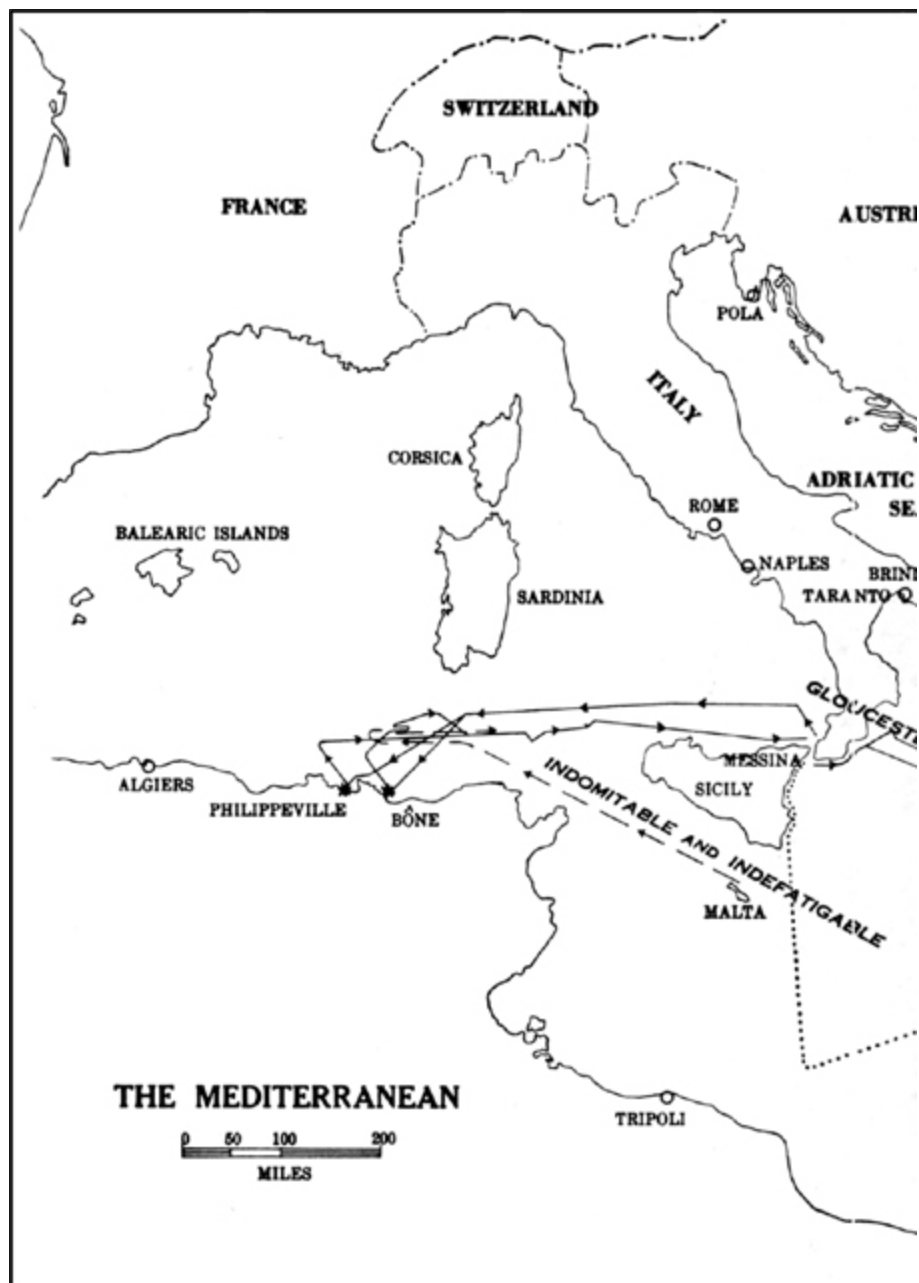 SWITZERLAND
FRANCE
AUSTRI
POLA
ITALY
CORSICA
ADRIATIC
SEA
ROME
BALEARIC ISLANDS
NAPLES
BRIN
TARANTO
SARDINIA
GLOUCESTE
MESSINA
ALGIERS
SICILY
PHILIPPEVILLE
BÔNE
INDOMITABLE AND INDEFATIGABLE
MALTA
THE MEDITERRANEAN
TRIPOLI
0 50 100 200
MILES